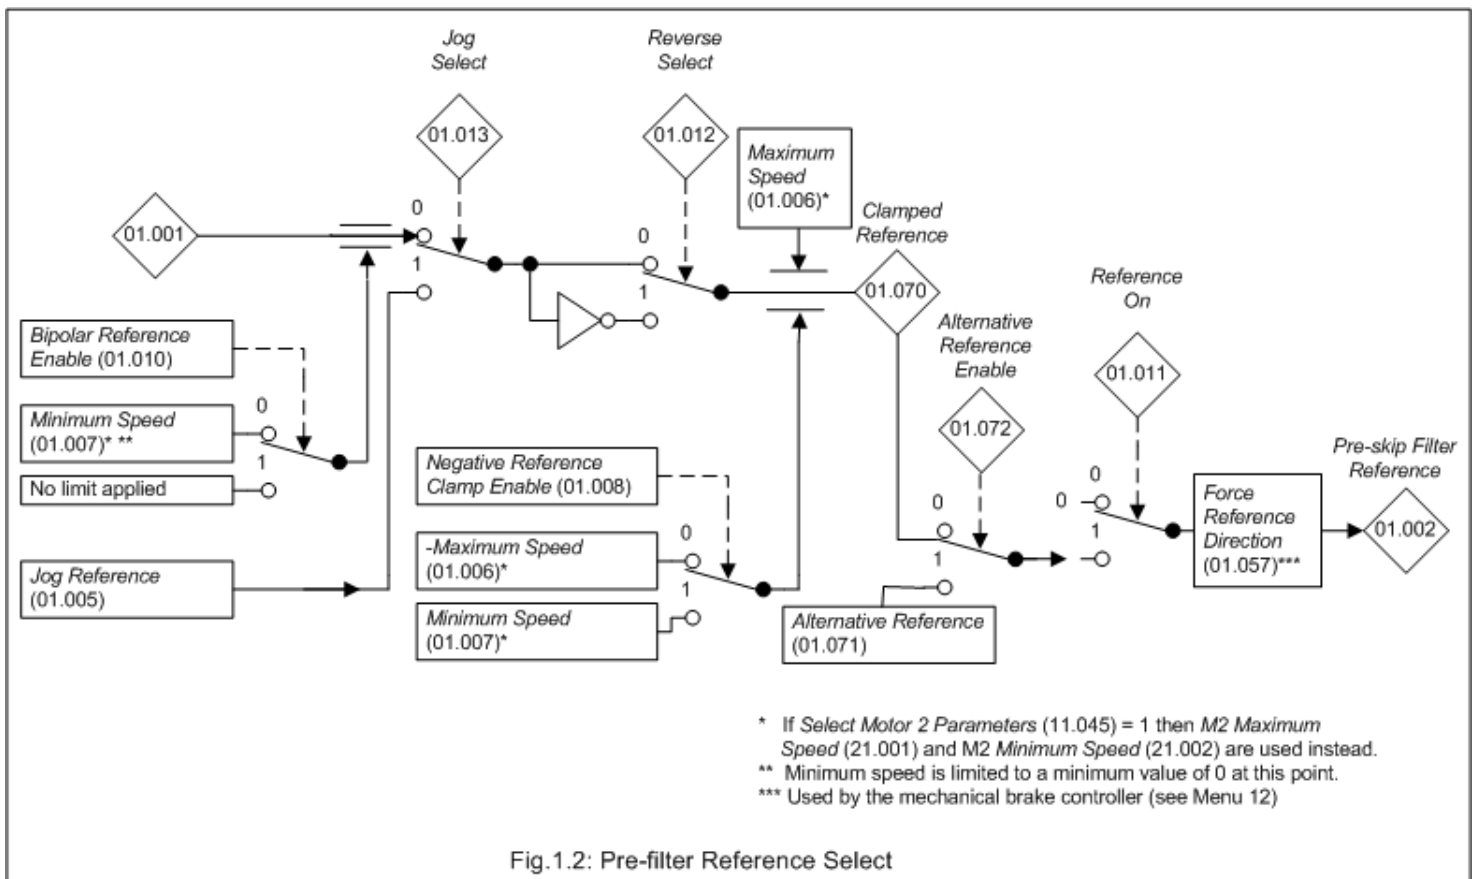 Jog
Select
Reverse
Select
01.013
01.012
Maximum
Speed
(01.006)*
Clamped
Reference
01.001
0
1
0
1
01.070
Reference
On
Bipolar Reference
Enable (01.010)
Alternative
Reference
Enable
01.011
Minimum Speed
(01.007)* **
0
1
No limit applied
01.072
Negative Reference
Clamp Enable (01.008)
Pre-skip Filter
Reference
-Maximum Speed
(01.006)*
0
1
Minimum Speed
(01.007)*
Jog Reference
(01.005)
0
1
0
0
1
Force
Reference
Direction
(01.057)***
01.002
Alternative Reference
(01.071)
* If Select Motor 2 Parameters (11.045) = 1 then M2 Maximum
Speed (21.001) and M2 Minimum Speed (21.002) are used instead.
** Minimum speed is limited to a minimum value of 0 at this point.
*** Used by the mechanical brake controller (see Menu 12)
Fig.1.2: Pre-filter Reference Select